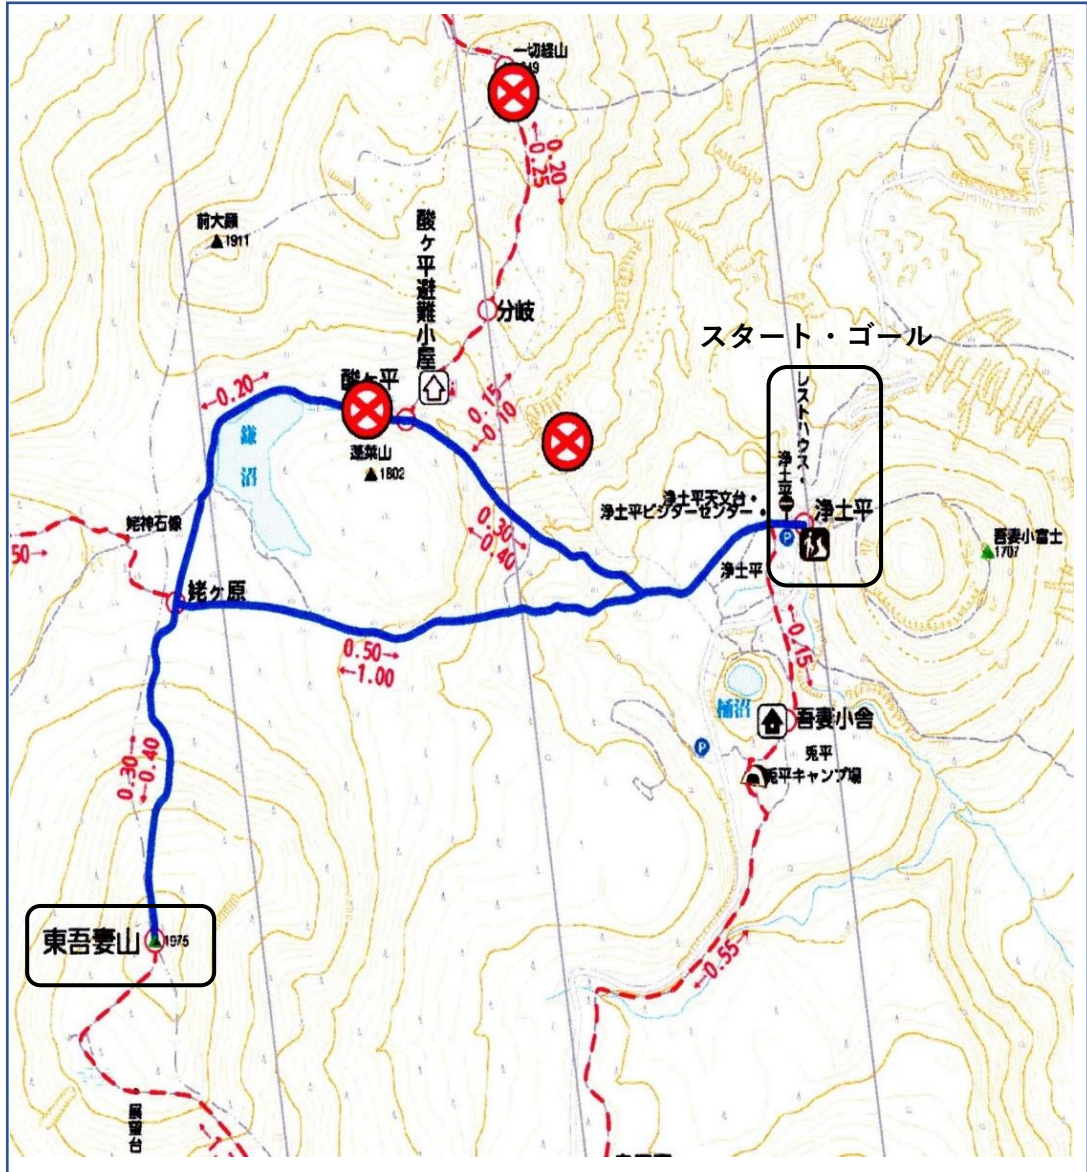 一切経山
←0.25
0.20→
前大巓
▲1911
酸ヶ平避難小屋
分岐
スタート・ゴール
レストハウス・
←0.20→
酸ヶ平
0.15→
←0.10
鎌沼
蓬莱山
▲1802
浄土平
浄土平天文台・
浄土平ビジターセンター・
浄土平
吾妻小富士
1707
姥神石像
50→
0.30→
←0.40
P
浄土平
姥ヶ原
0.50→
←1.00
←0.15→
桶沼
吾妻小舎
P
兎平
兎平キャンプ場
0.30→
←0.40
東吾妻山
1975
←0.55→
展望台